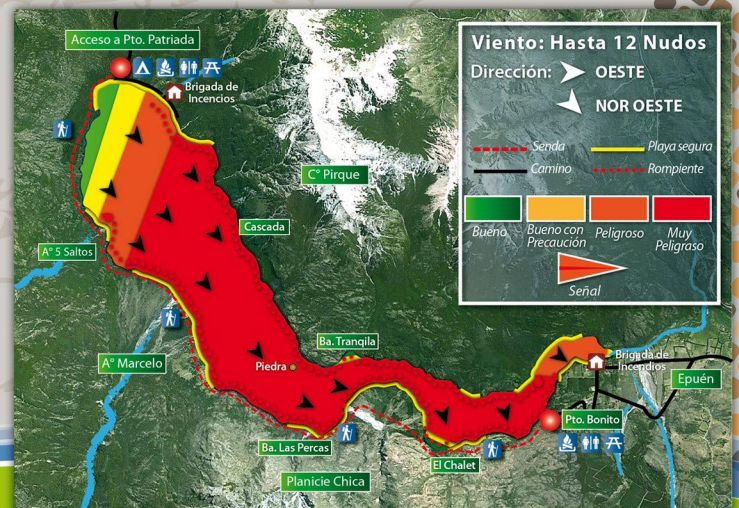 Acceso a Pto. Patriada
Brigada de
Incencios
C° Pirque
Cascada
A° 5 Saltos
A° Marcelo
Piedra
Ba. Tranqila
Ba. Las Percas
Planicie Chica
El Chalet
Pto. Bonito
Brigada de
Incendios
Epuén
Viento: Hasta 12 Nudos
Dirección: OESTE
NOR OESTE
Senda
Playa segura
Camino
Rompiente
Bueno
Bueno con
Precaución
Peligroso
Muy
Peligraso
Señal